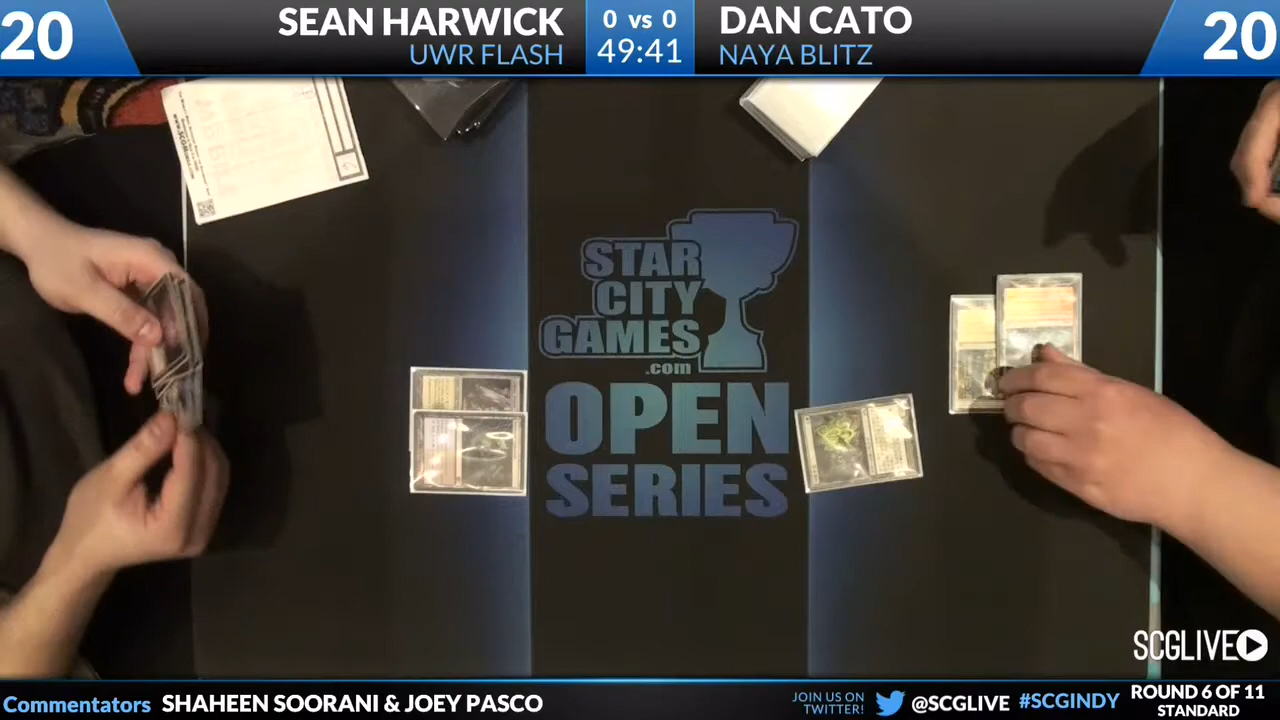 20
SEAN HARWICK
UWR FLASH
0 vs 0
49:41
DAN CATO
NAYA BLITZ
20
STAR
CITY
GAMES
.com
OPEN
SERIES
SCGLIVE
Commentators SHAHEEN SOORANI & JOEY PASCO
JOIN US ON
TWITTER!
@SCGLIVE #SCGINDY
ROUND 6 OF 11
STANDARD